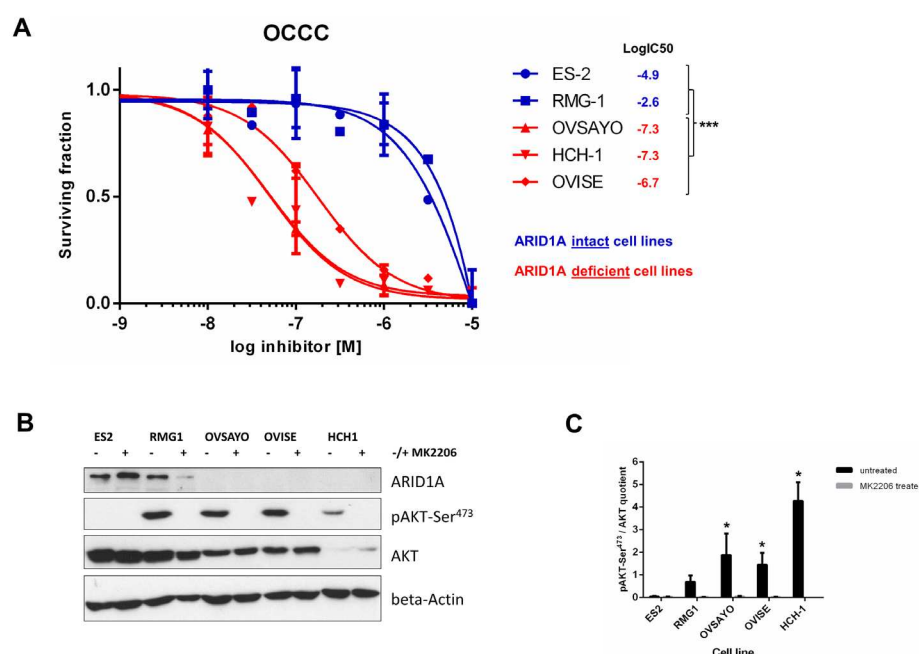 A
OCCC
LogIC50
ES-2 -4.9
RMG-1 -2.6
OVSAYO -7.3
HCH-1 -7.3
OVISE -6.7
***
ARID1A intact cell lines
ARID1A deficient cell lines
Surviving fraction
1.0
0.5
0.0
-9 -8 -7 -6 -5
log inhibitor [M]
B
ES2 RMG1 OVSAYO OVISE HCH1
- + - + - + - + - + -/+ MK2206
ARID1A
pAKT-Ser473
AKT
beta-Actin
C
pAKT-Ser473 / AKT quotient
6
5
4
3
2
1
0
* * *
untreated
MK2206 treate
ES2 RMG1 OVSAYO OVISE HCH-1
Cell line